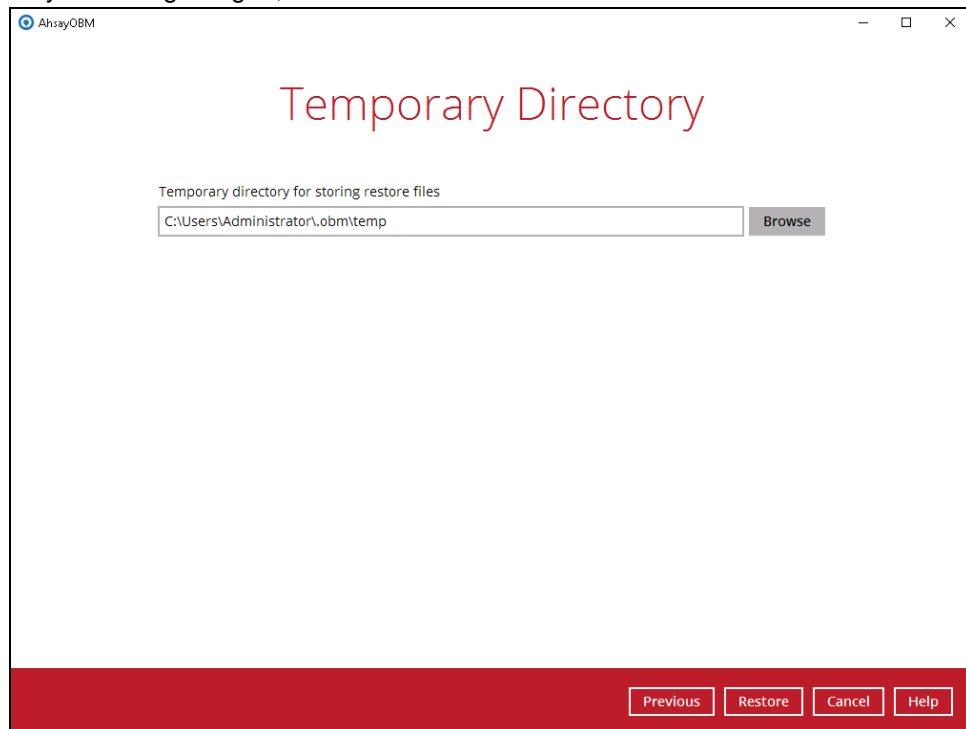 AhsayOBM
Temporary Directory
Temporary directory for storing restore files
C:\Users\Administrator\.obm\temp
Browse
Previous Restore Cancel Help